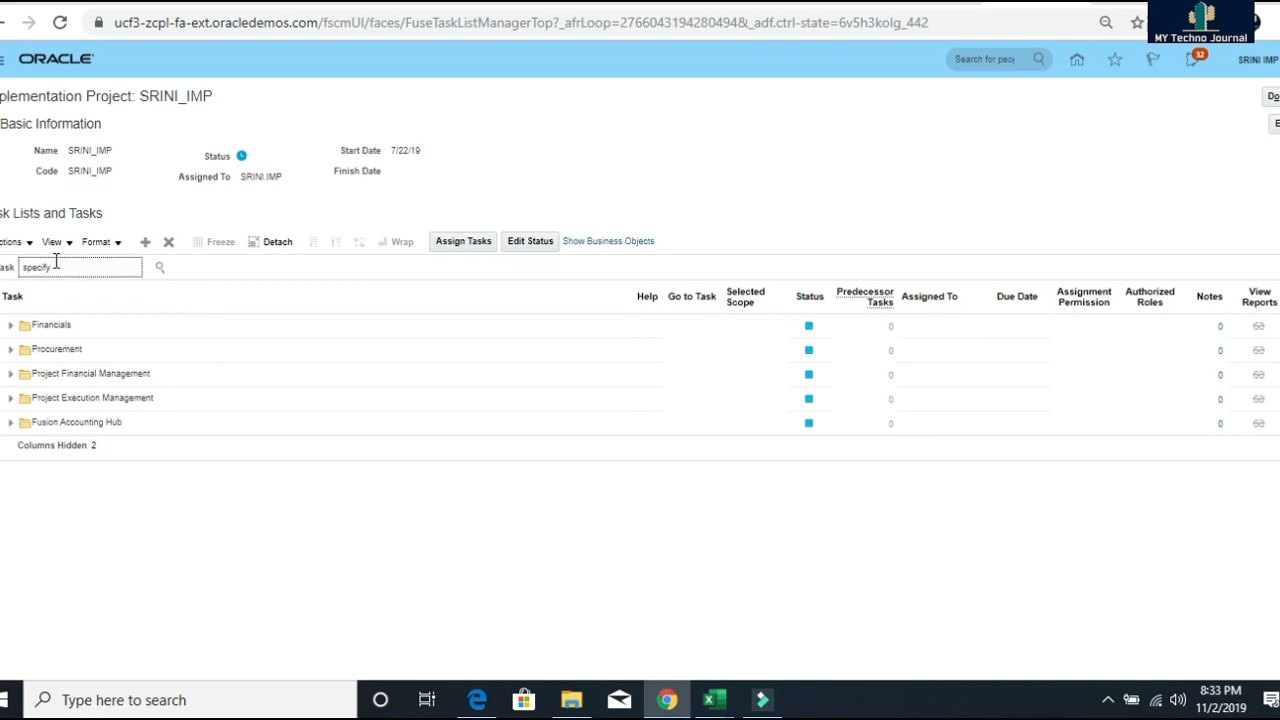 ucf3-zcpl-fa-ext.oracledemos.com/fscmUI/faces/FuseTaskListManagerTop?_afrLoop=2766043194280494&_adf.ctrl-state=6v5h3kolg_442
MY Techno Journal
ORACLE
Search for peop
32
SRINI IMP
plementation Project: SRINI_IMP
Do
Basic Information
E
Name SRINI_IMP
Status
Start Date 7/22/19
Code SRINI_IMP
Assigned To SRINI.IMP
Finish Date
sk Lists and Tasks
ctions View Format Freeze Detach Wrap Assign Tasks Edit Status Show Business Objects
ask specify
Task Help Go to Task Selected Scope Status Predecessor Tasks Assigned To Due Date Assignment Permission Authorized Roles Notes View Reports
Financials 0 0
Procurement 0 0
Project Financial Management 0 0
Project Execution Management 0 0
Fusion Accounting Hub 0 0
Columns Hidden 2
Type here to search
8:33 PM
11/2/2019